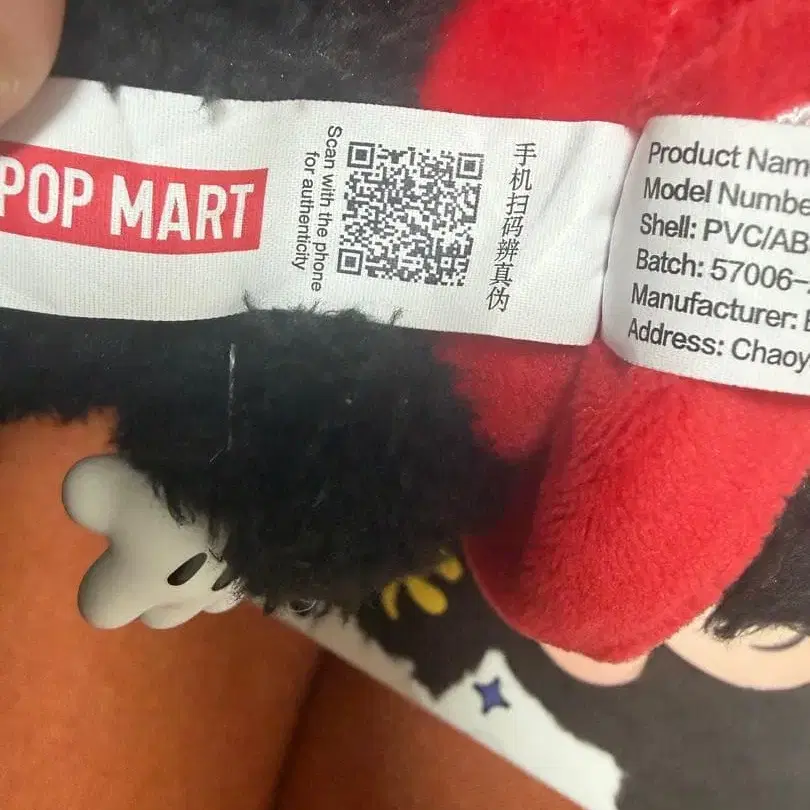 POP MART
Scan with the phone
for authenticity
手机扫码辨真伪
Product Nam
Model Numbe
Shell: PVC/AB
Batch: 57006-
Manufacturer:
Address: Chaoy